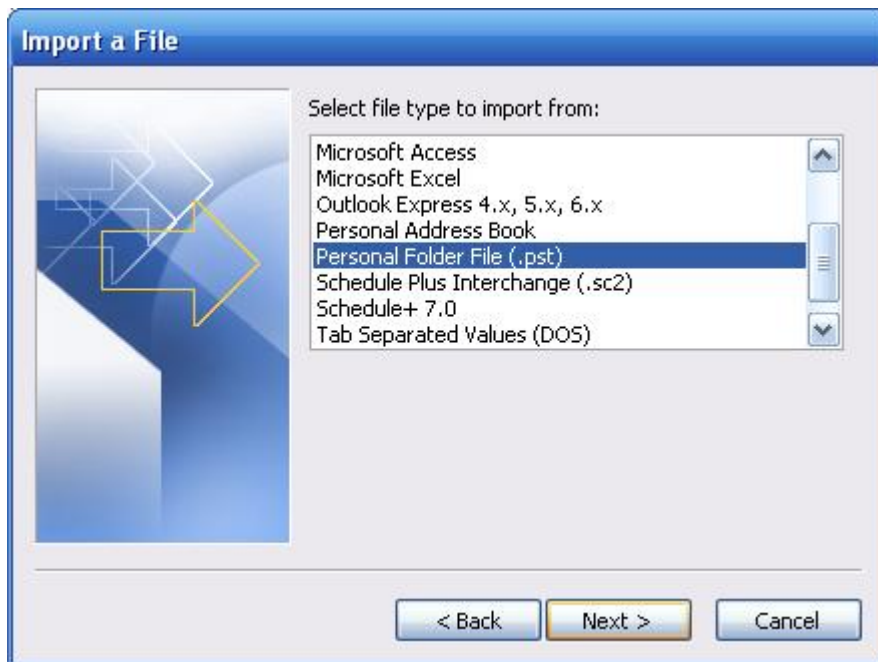 Import a File
Select file type to import from:
Microsoft Access
Microsoft Excel
Outlook Express 4.x, 5.x, 6.x
Personal Address Book
Personal Folder File (.pst)
Schedule Plus Interchange (.sc2)
Schedule+ 7.0
Tab Separated Values (DOS)
< Back Next > Cancel